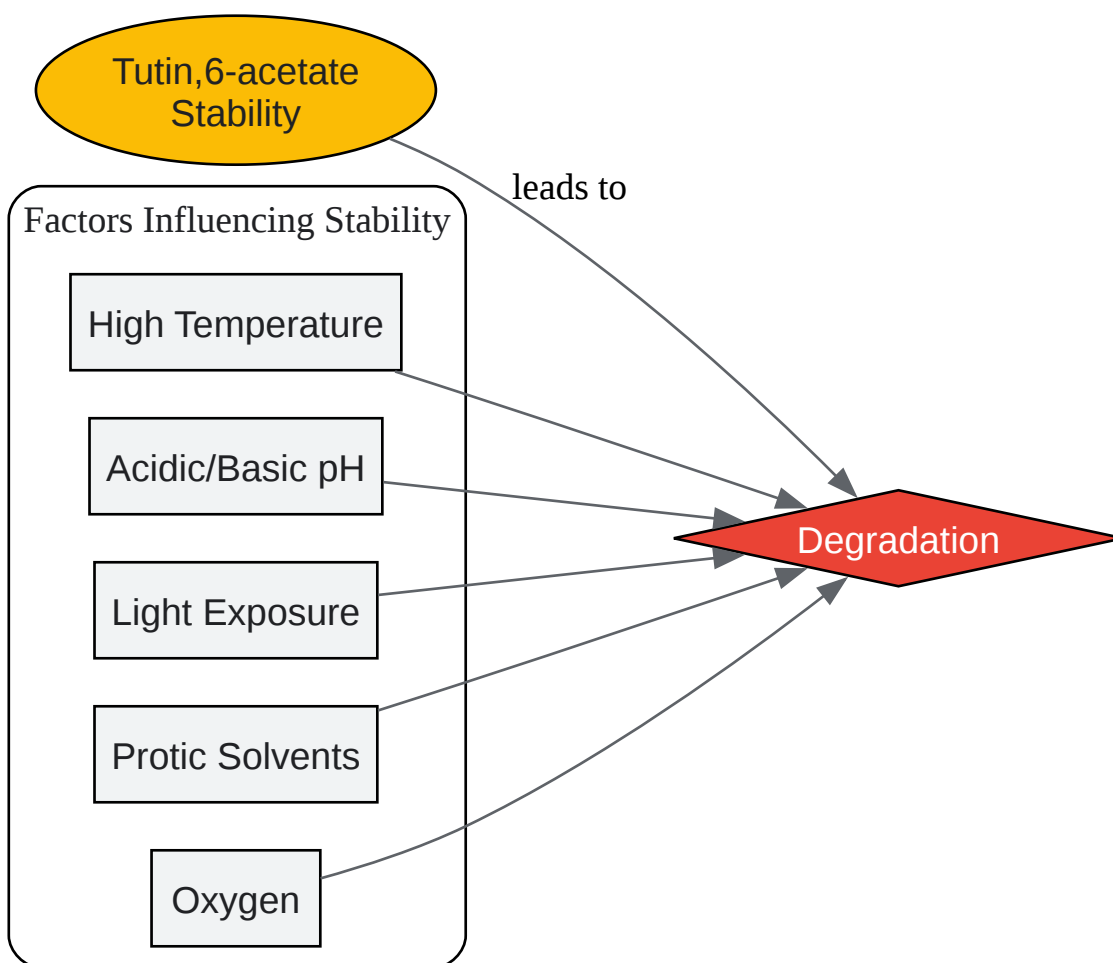 Tutin,6-acetate
Stability
leads to
Factors Influencing Stability
High Temperature
Acidic/Basic pH
Light Exposure
Protic Solvents
Oxygen
Degradation